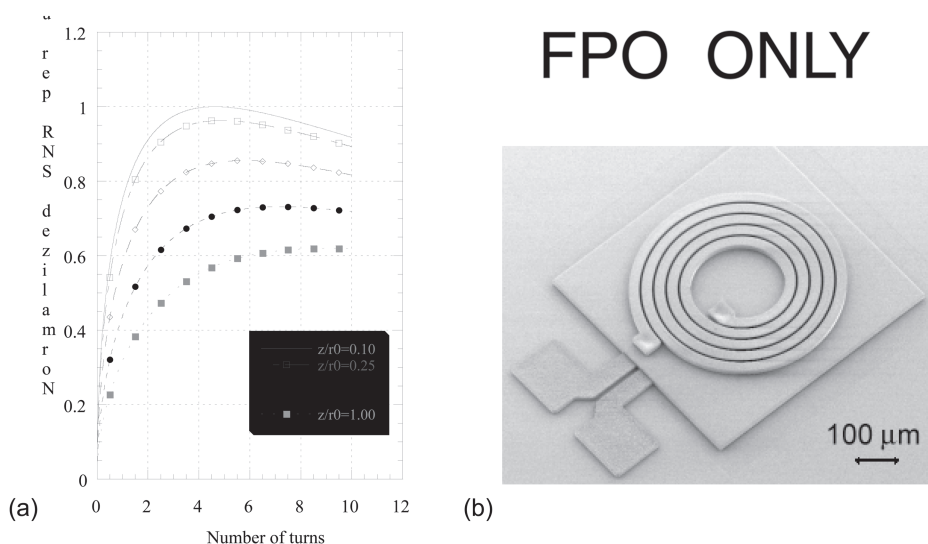 FPO ONLY
1.2
1
0.8
0.6
0.4
0.2
0
0 2 4 6 8 10 12
Number of turns
Normalized SNR per
z/r0=0.10
z/r0=0.25
z/r0=1.00
100 μm
(a)
(b)